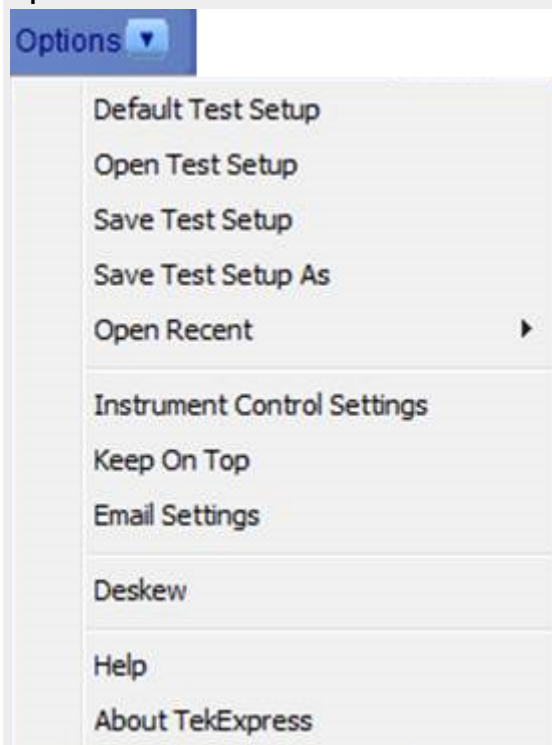 Options
Default Test Setup
Open Test Setup
Save Test Setup
Save Test Setup As
Open Recent
Instrument Control Settings
Keep On Top
Email Settings
Deskew
Help
About TekExpress